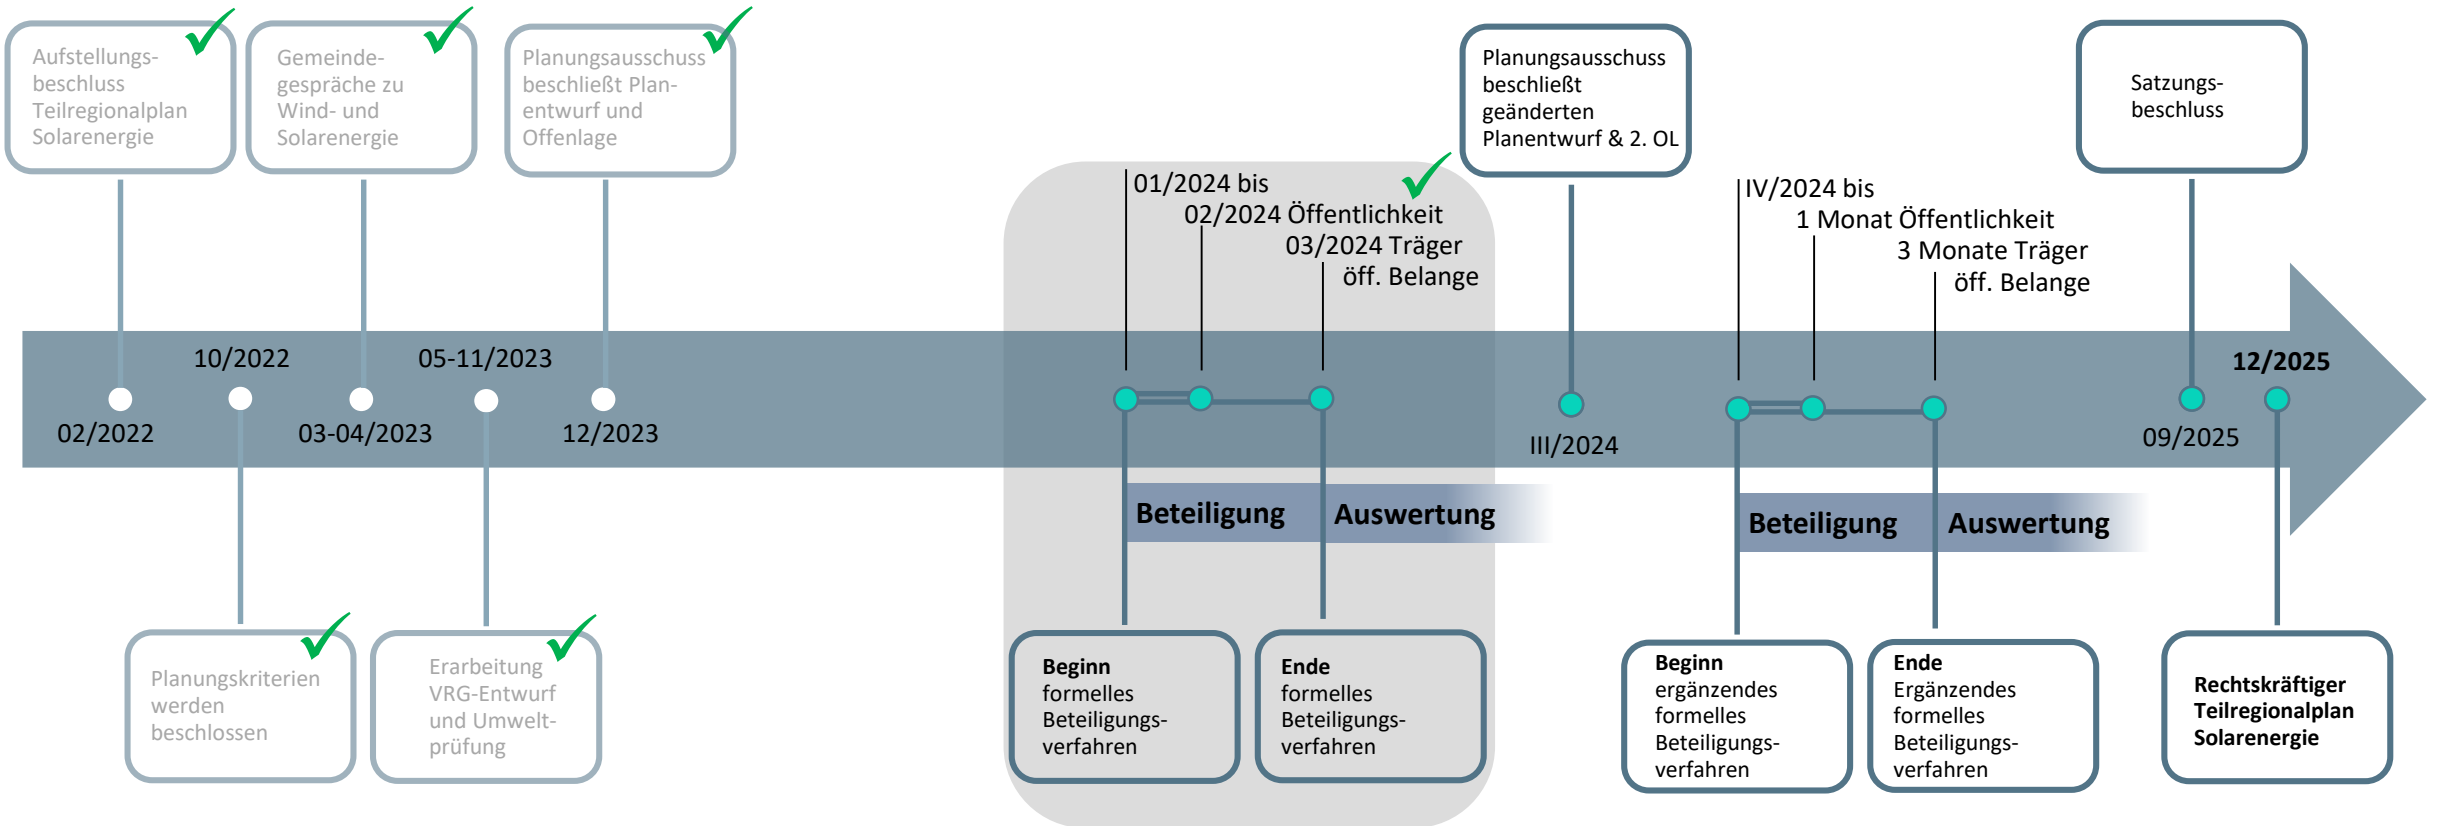 Aufstellungs-
beschluss
Teilregionalplan
Solarenergie
Gemeinde-
gespräche zu
Wind- und
Solarenergie
Planungsausschuss
beschließt Plan-
entwurf und
Offenlage
Planungsausschuss
beschließt
geänderten
Planentwurf & 2. OL
Satzungs-
beschluss
01/2024 bis
02/2024 Öffentlichkeit
03/2024 Träger
öff. Belange
IV/2024 bis
1 Monat Öffentlichkeit
3 Monate Träger
öff. Belange
02/2022
10/2022
03-04/2023
05-11/2023
12/2023
III/2024
09/2025
12/2025
Beteiligung
Auswertung
Beteiligung
Auswertung
Planungskriterien
werden
beschlossen
Erarbeitung
VRG-Entwurf
und Umwelt-
prüfung
Beginn
formelles
Beteiligungs-
verfahren
Ende
formelles
Beteiligungs-
verfahren
Beginn
ergänzendes
formelles
Beteiligungs-
verfahren
Ende
Ergänzendes
formelles
Beteiligungs-
verfahren
Rechtskräftiger
Teilregionalplan
Solarenergie